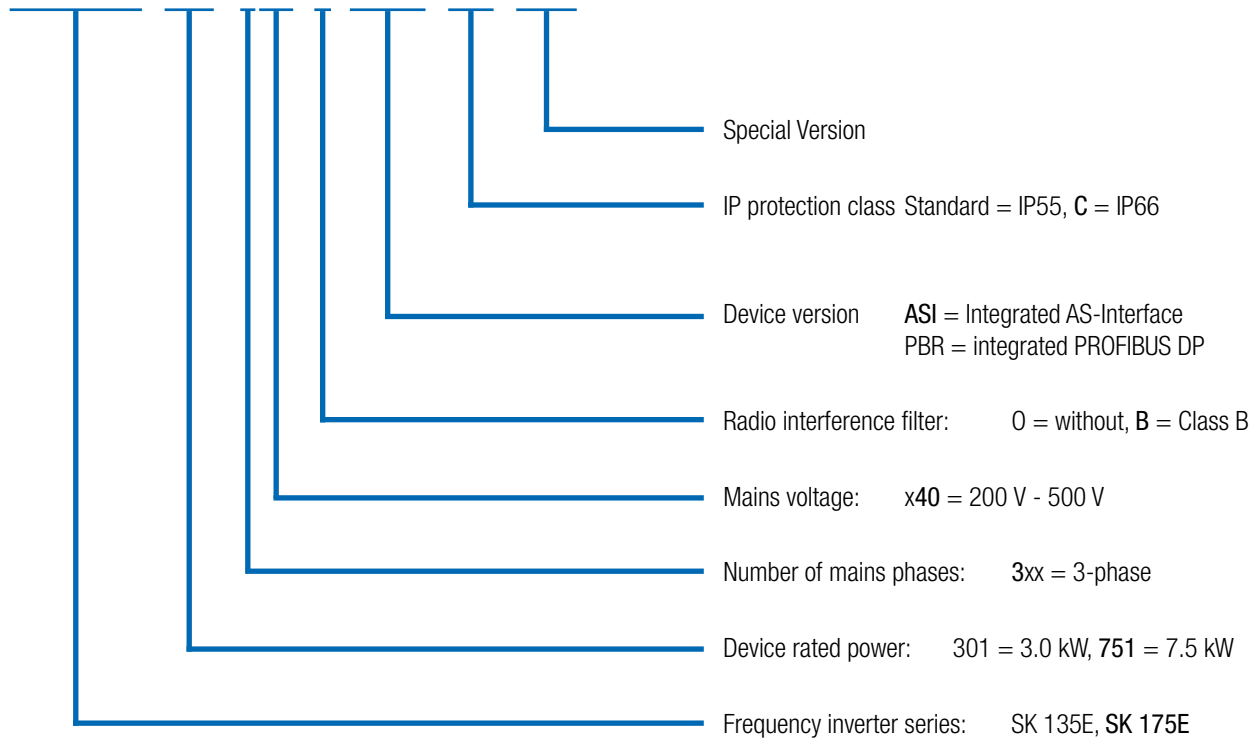 Special Version
IP protection class Standard = IP55, C = IP66
Device version ASI = Integrated AS-Interface
PBR = integrated PROFIBUS DP
Radio interference filter: O = without, B = Class B
Mains voltage: x40 = 200 V - 500 V
Number of mains phases: 3xx = 3-phase
Device rated power: 301 = 3.0 kW, 751 = 7.5 kW
Frequency inverter series: SK 135E, SK 175E